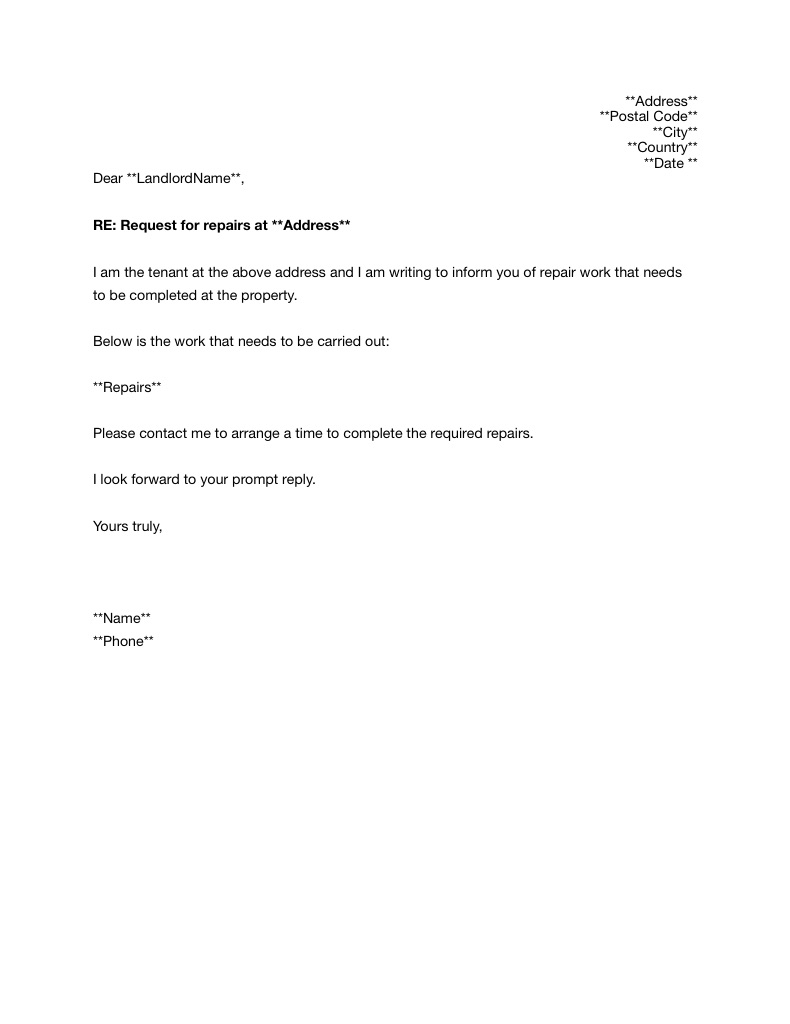 **Address**
**Postal Code**
**City**
**Country**
**Date **
Dear **LandlordName**,
RE: Request for repairs at **Address**
I am the tenant at the above address and I am writing to inform you of repair work that needs
to be completed at the property.
Below is the work that needs to be carried out:
**Repairs**
Please contact me to arrange a time to complete the required repairs.
I look forward to your prompt reply.
Yours truly,
**Name**
**Phone**